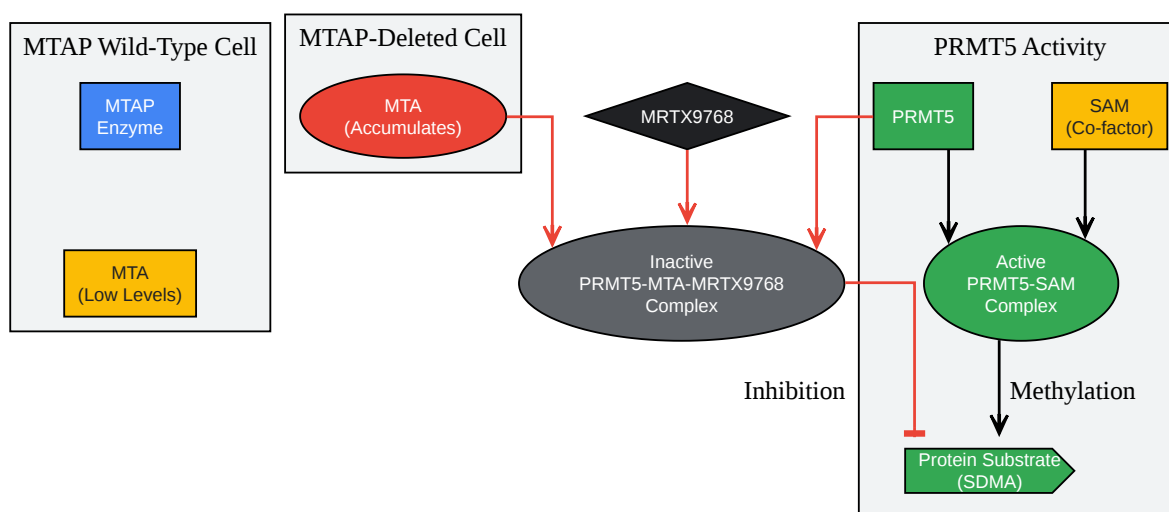 MTAP Wild-Type Cell
MTAP
Enzyme
MTA
(Low Levels)
MTAP-Deleted Cell
MTA
(Accumulates)
MRTX9768
Inactive
PRMT5-MTA-MRTX9768
Complex
Inhibition
PRMT5 Activity
PRMT5
SAM
(Co-factor)
Active
PRMT5-SAM
Complex
Methylation
Protein Substrate
(SDMA)